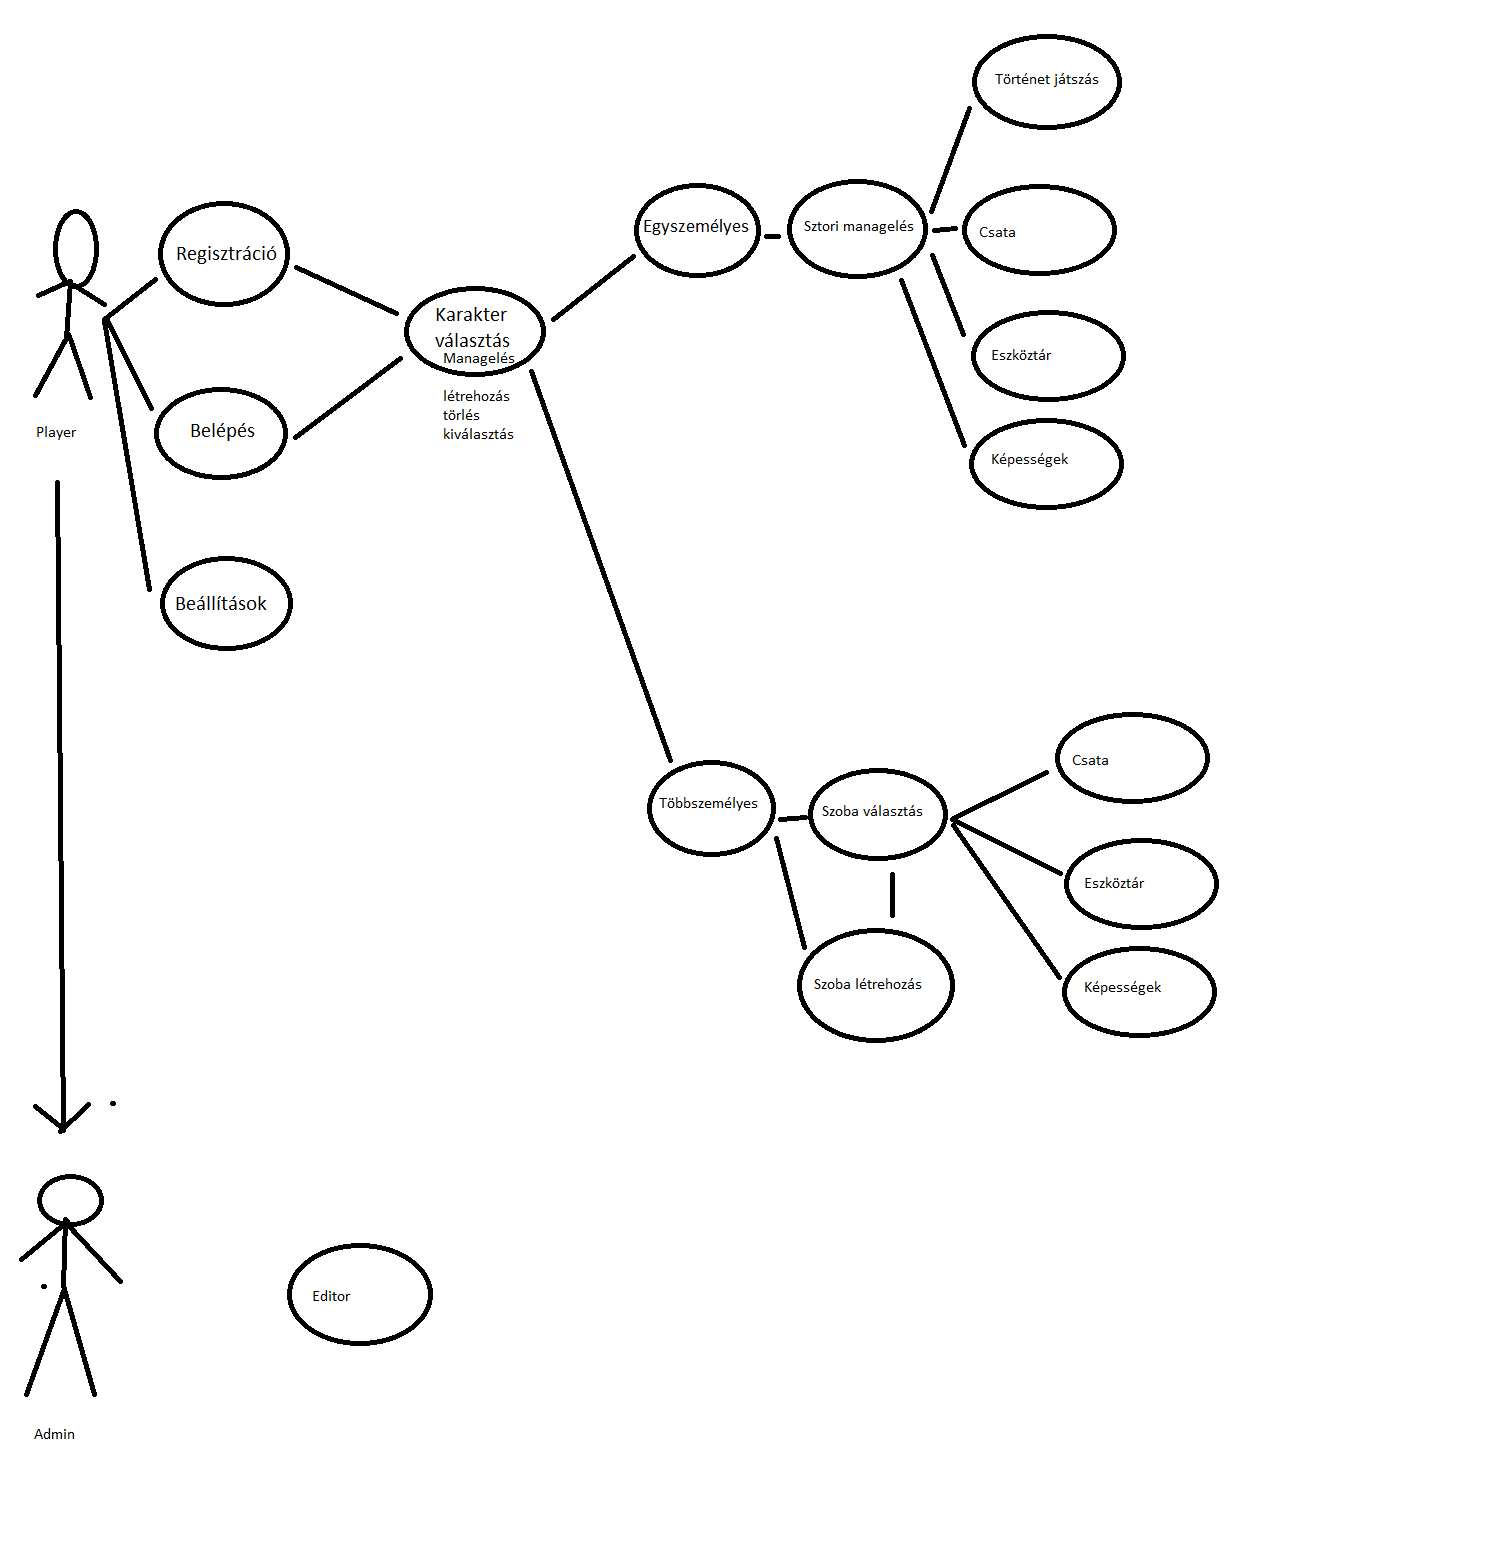 Történet játszás
Regisztráció
Egyszemélyes
Sztori managelés
Csata
Karakter
választás
Managelés
létrehozás
törlés
kiválasztás
Eszköztár
Képességek
Player
Belépés
Beállítások
Többszemélyes
Szoba választás
Csata
Eszköztár
Szoba létrehozás
Képességek
Editor
Admin